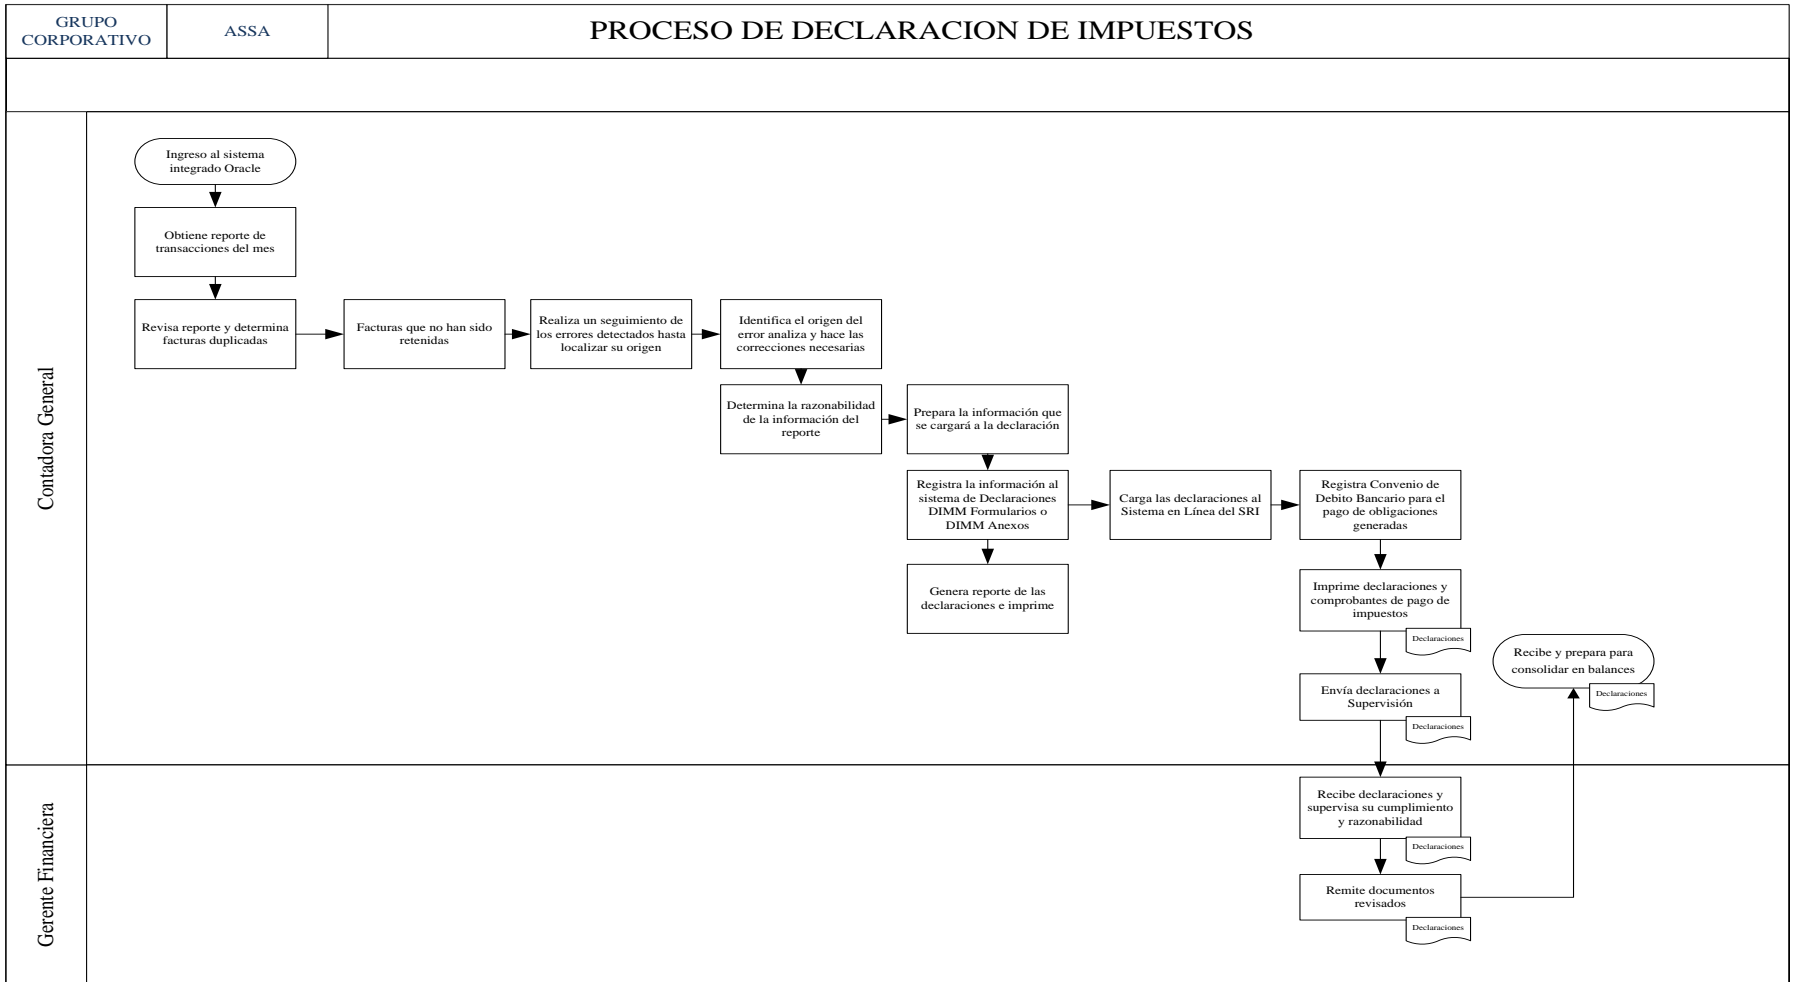 GRUPO
CORPORATIVO
ASSA
PROCESO DE DECLARACION DE IMPUESTOS
Contadora General
Ingreso al sistema
integrado Oracle
Obtiene reporte de
transacciones del mes
Revisa reporte y determina
facturas duplicadas
Facturas que no han sido
retenidas
Realiza un seguimiento de
los errores detectados hasta
localizar su origen
Identifica el origen del
error analiza y hace las
correcciones necesarias
Determina la razonabilidad
de la información del
reporte
Prepara la información que
se cargará a la declaración
Registra la información al
sistema de Declaraciones
DIMM Formularios o
DIMM Anexos
Carga las declaraciones al
Sistema en Línea del SRI
Registra Convenio de
Debito Bancario para el
pago de obligaciones
generadas
Genera reporte de las
declaraciones e imprime
Imprime declaraciones y
comprobantes de pago de
impuestos
Declaraciones
Envía declaraciones a
Supervisión
Declaraciones
Recibe y prepara para
consolidar en balances
Declaraciones
Gerente Financiera
Recibe declaraciones y
supervisa su cumplimiento
y razonabilidad
Declaraciones
Remite documentos
revisados
Declaraciones